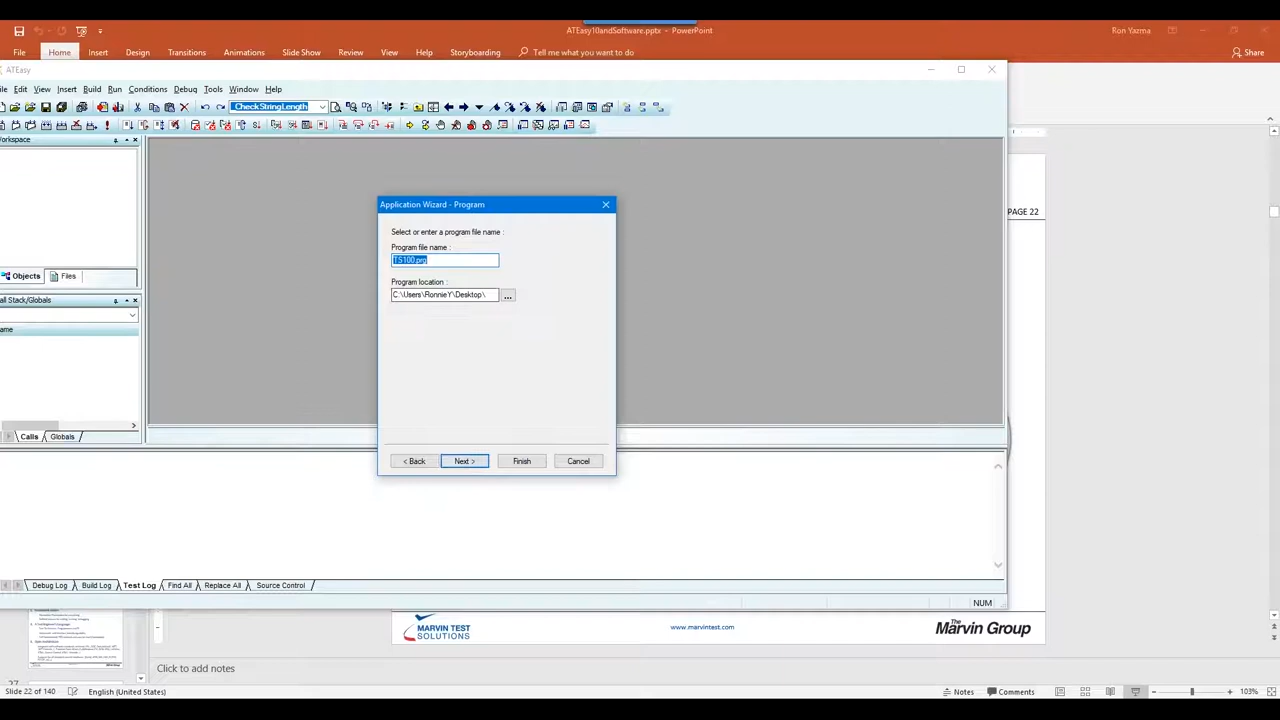 ATEasy10andSoftware.pptx - PowerPoint
Ron Yazma
File Home Insert Design Transitions Animations Slide Show Review View Help Storyboarding Tell me what you want to do
Share
ATEasy
ile Edit View Insert Build Run Conditions Debug Tools Window Help
CheckStringLength
orkspace
Application Wizard - Program
PAGE 22
Select or enter a program file name :
Program file name :
TS100.prg
Objects Files
Program location :
C:\Users\RonnieY\Desktop\
...
all Stack/Globals
ame
Calls Globals
< Back Next > Finish Cancel
Debug Log Build Log Test Log Find All Replace All Source Control
NUM
MARVIN TEST
SOLUTIONS
www.marvintest.com
The
Marvin Group
Click to add notes
27
Slide 22 of 140 English (United States) Notes Comments 103%